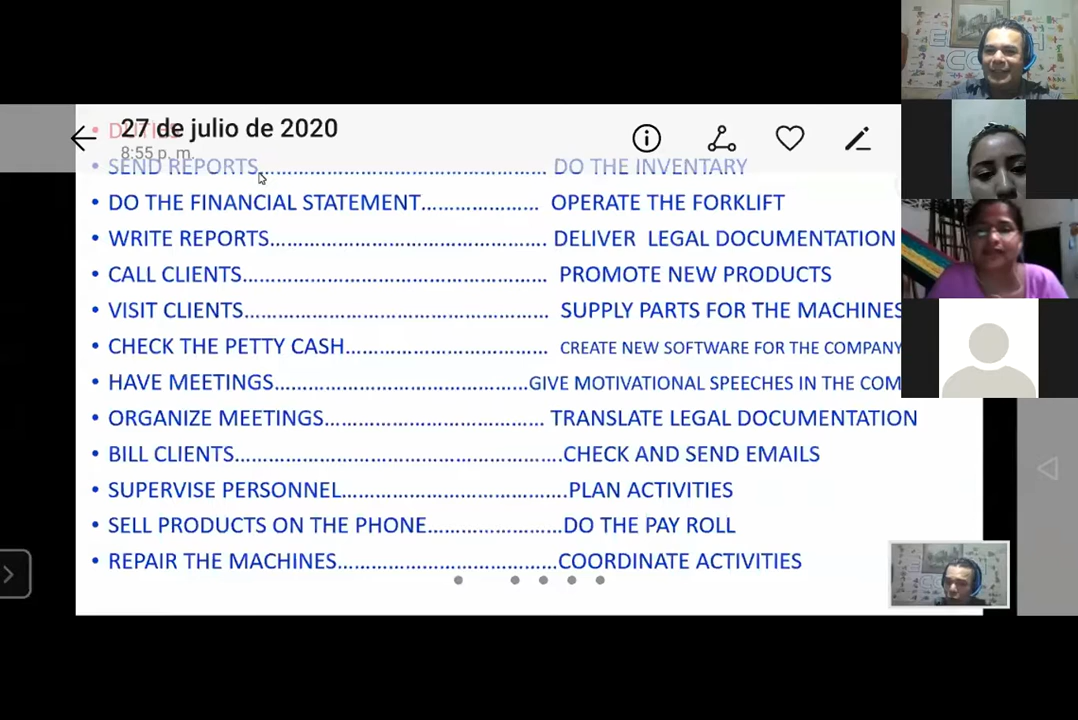 • DUTIES
27 de julio de 2020
8:55 p. m.
• SEND REPORTS.......................................................... DO THE INVENTORY
• DO THE FINANCIAL STATEMENT........................ OPERATE THE FORKLIFT
• WRITE REPORTS........................................................ DELIVER LEGAL DOCUMENTATION
• CALL CLIENTS............................................................. PROMOTE NEW PRODUCTS
• VISIT CLIENTS............................................................. SUPPLY PARTS FOR THE MACHINES
• CHECK THE PETTY CASH......................................... CREATE NEW SOFTWARE FOR THE COMPANY
• HAVE MEETINGS....................................................GIVE MOTIVATIONAL SPEECHES IN THE COM
• ORGANIZE MEETINGS............................................ TRANSLATE LEGAL DOCUMENTATION
• BILL CLIENTS..................................................................CHECK AND SEND EMAILS
• SUPERVISE PERSONNEL..............................................PLAN ACTIVITIES
• SELL PRODUCTS ON THE PHONE...........................DO THE PAY ROLL
• REPAIR THE MACHINES............................................COORDINATE ACTIVITIES